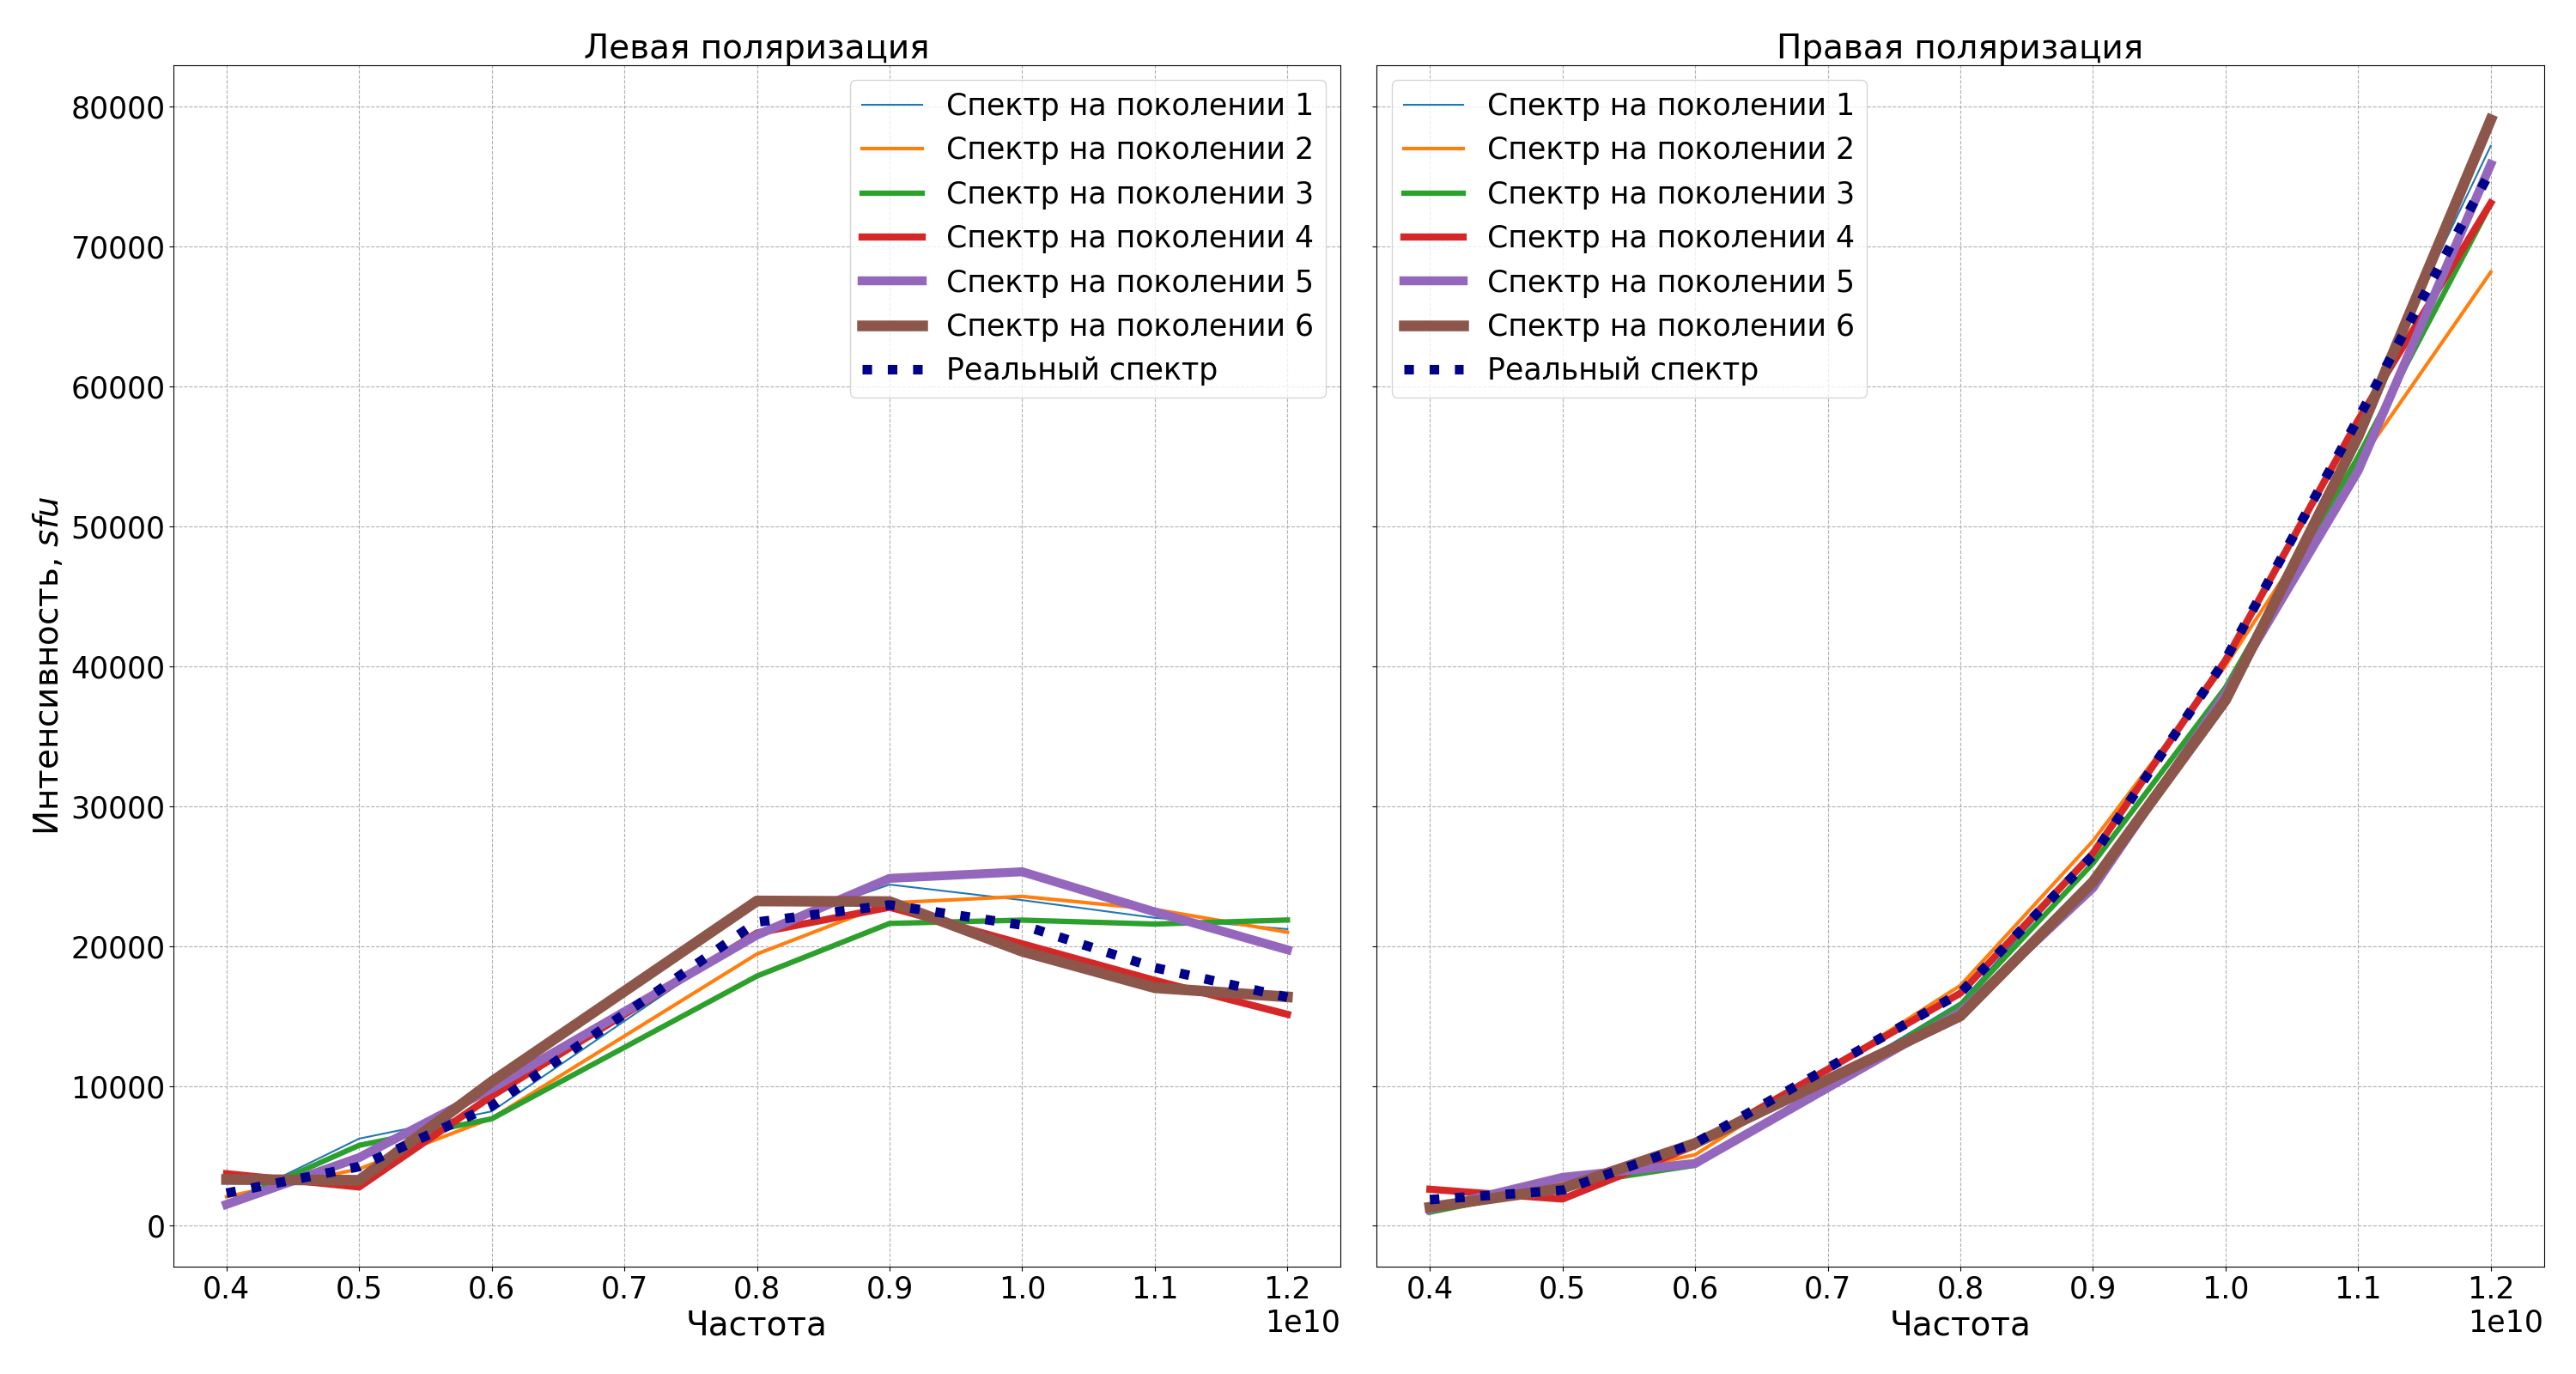 Левая поляризация
Интенсивность, sfu
80000
70000
60000
50000
40000
30000
20000
10000
0
Спектр на поколении 1
Спектр на поколении 2
Спектр на поколении 3
Спектр на поколении 4
Спектр на поколении 5
Спектр на поколении 6
Реальный спектр
0.4 0.5 0.6 0.7 0.8 0.9 1.0 1.1 1.2
1e10
Частота
Правая поляризация
Спектр на поколении 1
Спектр на поколении 2
Спектр на поколении 3
Спектр на поколении 4
Спектр на поколении 5
Спектр на поколении 6
Реальный спектр
0.4 0.5 0.6 0.7 0.8 0.9 1.0 1.1 1.2
1e10
Частота